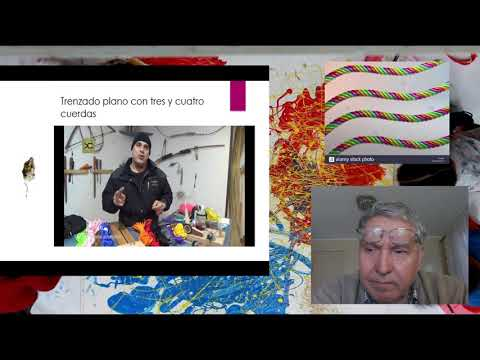 Trenzado plano con tres y cuatro
cuerdas
alamy stock photo